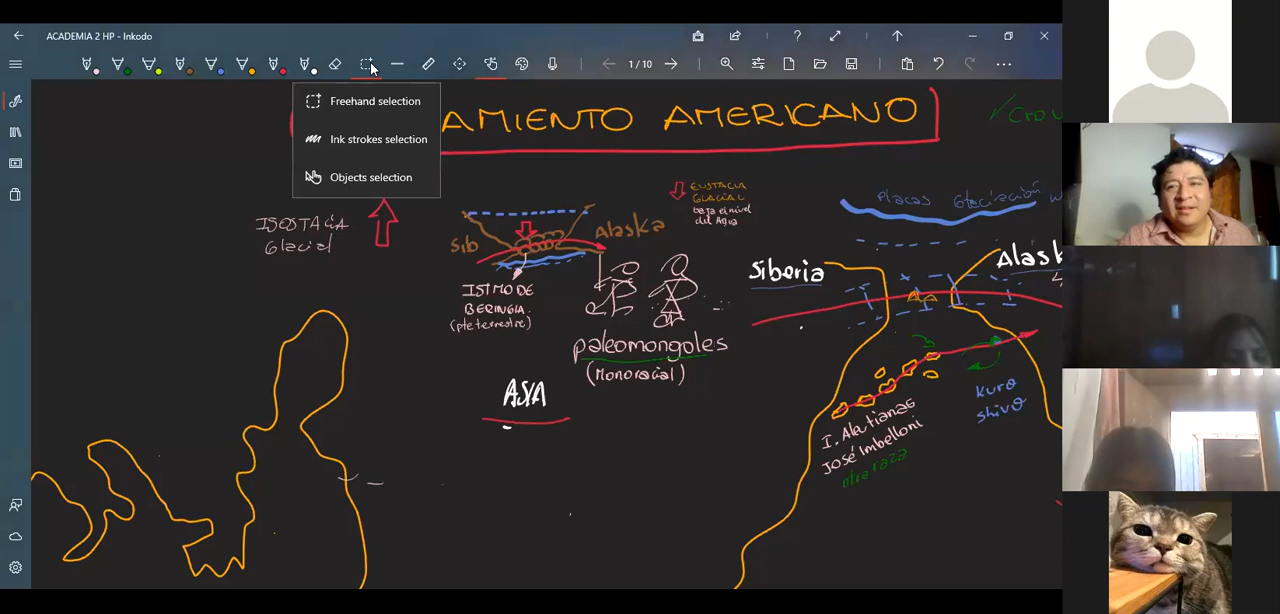 ACADEMIA 2 HP - Inkodo
1 / 10
Freehand selection
Ink strokes selection
Objects selection
AMIENTO AMERICANO
ISOSTACIA
Glacial
EUSTACIA
GLACIAL
baja el nivel
del Agua
Sib
Alaska
ISTMO DE
BERINGIA
(pte terrestre)
paleomongoles
(Monoracial)
ASIA
Placas Glaciación W
Siberia
Alask
Kuro
Shivo
I. Aleutianas
José Imbelloni
otra raza